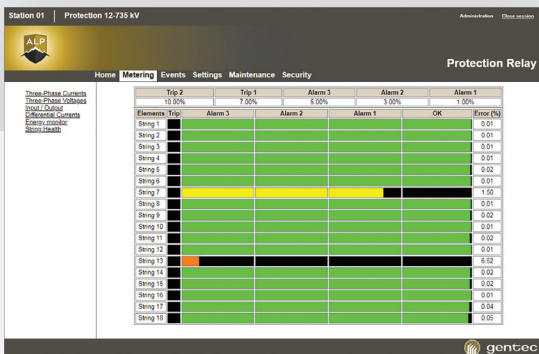 Station 01 | Protection 12-735 kV
Administration Close session
ALP
Protection Relay
Home Metering Events Settings Maintenance Security
Three-Phase Currents
Three-Phase Voltages
Input / Output
Differential Currents
Energy monitor
String Health
Trip 2 Trip 1 Alarm 3 Alarm 2 Alarm 1
10.00% 7.00% 5.00% 3.00% 1.00%
Elements Trip Alarm 3 Alarm 2 Alarm 1 OK Error (%)
String 1 0.01
String 2 0.01
String 3 0.01
String 4 0.01
String 5 0.02
String 6 0.01
String 7 1.50
String 8 0.01
String 9 0.02
String 10 0.01
String 11 0.02
String 12 0.01
String 13 6.52
String 14 0.02
String 15 0.02
String 16 0.01
String 17 0.04
String 18 0.05
gentec